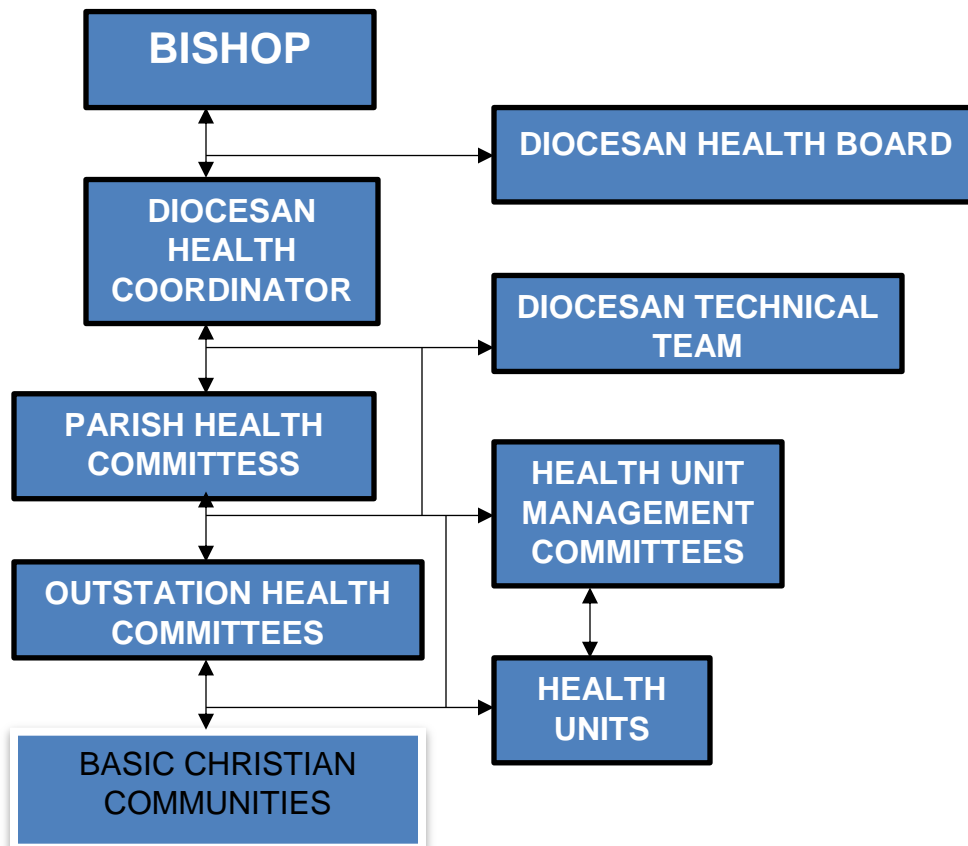 BISHOP
DIOCESAN HEALTH BOARD
DIOCESAN
HEALTH
COORDINATOR
DIOCESAN TECHNICAL
TEAM
PARISH HEALTH
COMMITTESS
HEALTH UNIT
MANAGEMENT
COMMITTEES
OUTSTATION HEALTH
COMMITTEES
HEALTH
UNITS
BASIC CHRISTIAN
COMMUNITIES